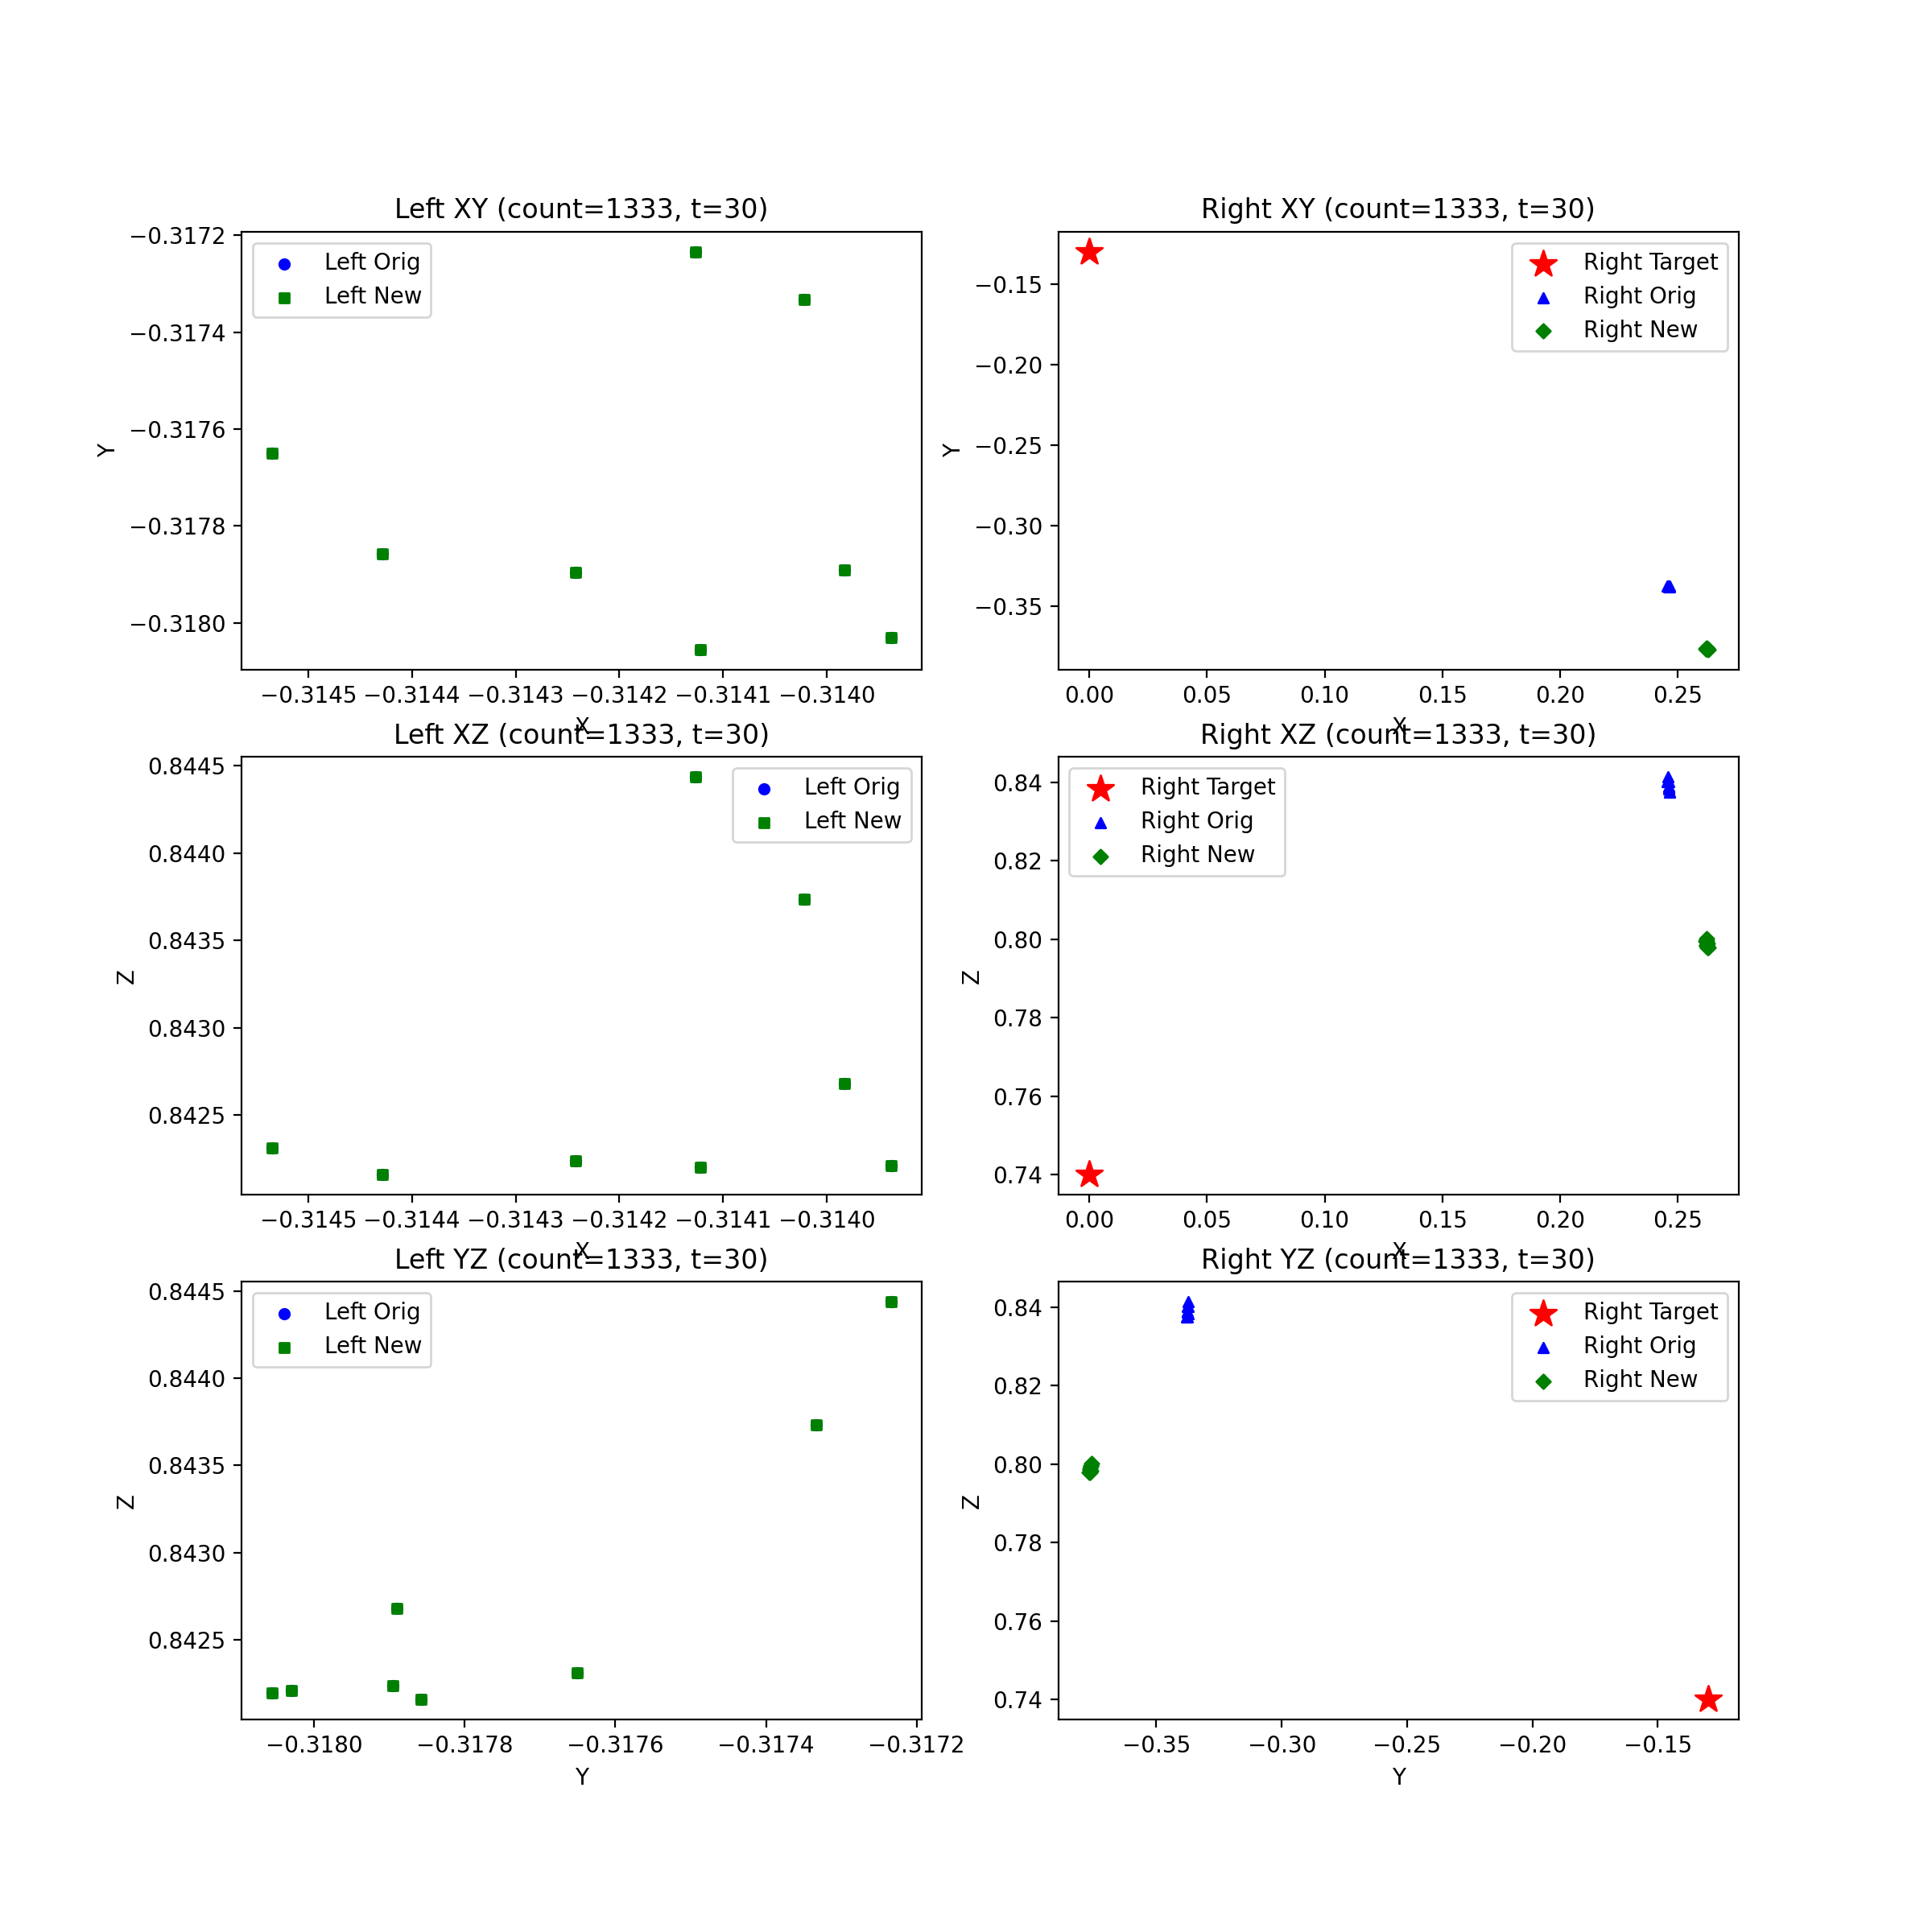 Left XY (count=1333, t=30)
Right XY (count=1333, t=30)
−0.3172
−0.3174
−0.3176
−0.3178
−0.3180
Y
Left Orig
Left New
−0.3145 −0.3144 −0.3143 −0.3142 −0.3141 −0.3140
X
−0.15
−0.20
−0.25
−0.30
−0.35
Y
Right Target
Right Orig
Right New
0.00 0.05 0.10 0.15 0.20 0.25
X
Left XZ (count=1333, t=30)
Right XZ (count=1333, t=30)
0.8445
0.8440
0.8435
0.8430
0.8425
Z
Left Orig
Left New
−0.3145 −0.3144 −0.3143 −0.3142 −0.3141 −0.3140
X
0.84
0.82
0.80
0.78
0.76
0.74
Z
Right Target
Right Orig
Right New
0.00 0.05 0.10 0.15 0.20 0.25
X
Left YZ (count=1333, t=30)
Right YZ (count=1333, t=30)
0.8445
0.8440
0.8435
0.8430
0.8425
Z
Left Orig
Left New
−0.3180 −0.3178 −0.3176 −0.3174 −0.3172
Y
0.84
0.82
0.80
0.78
0.76
0.74
Z
Right Target
Right Orig
Right New
−0.35 −0.30 −0.25 −0.20 −0.15
Y